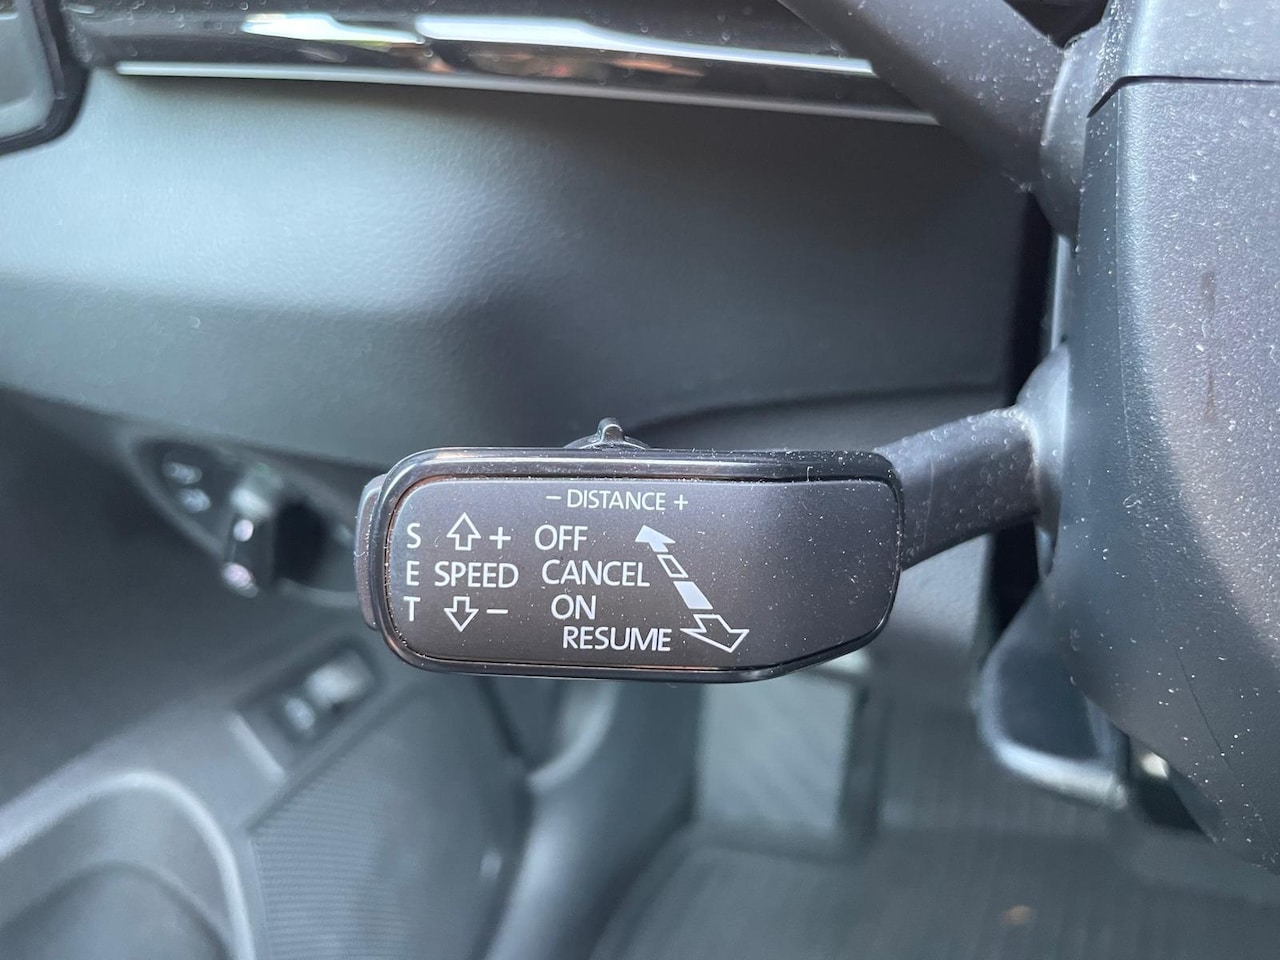 − DISTANCE +
S + OFF
E SPEED CANCEL
T − ON
RESUME